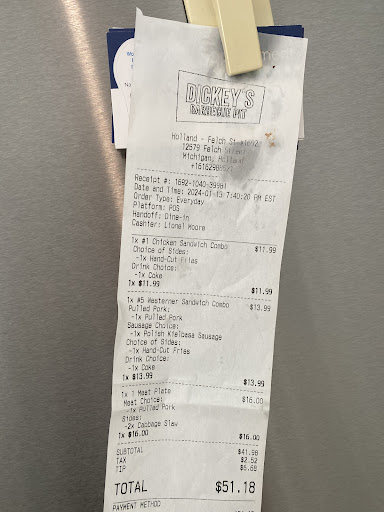 DICKEY'S
BARBECUE PIT
Holland - Felch St
12579 Felch Street
Michigan, Holland
Receipt #: 1692-1040-39981
Date and Time: 2024-01-13 7:40:20 PM EST
Order Type: Everyday
Platform: POS
Handoff: Dine-in
Cashier: Lionel Moore
1x #1 Chicken Sandwich Combo $11.99
Choice of Sides:
-1x Hand-Cut Fries
Drink Choice:
-1x Coke
1x $11.99 $11.99
1x #5 Westerner Sandwich Combo $13.99
Pulled Pork:
-1x Pulled Pork
Sausage Choice:
-1x Polish Kielbasa Sausage
Choice of Sides:
-1x Hand-Cut Fries
Drink Choice:
-1x Coke
1x $13.99 $13.99
1x 1 Meat Plate $16.00
Meat Choice:
-1x Pulled Pork
Sides:
-2x Cabbage Slaw
1x $16.00 $16.00
SUBTOTAL $41.98
TAX $2.52
TIP $6.68
TOTAL $51.18
PAYMENT METHOD